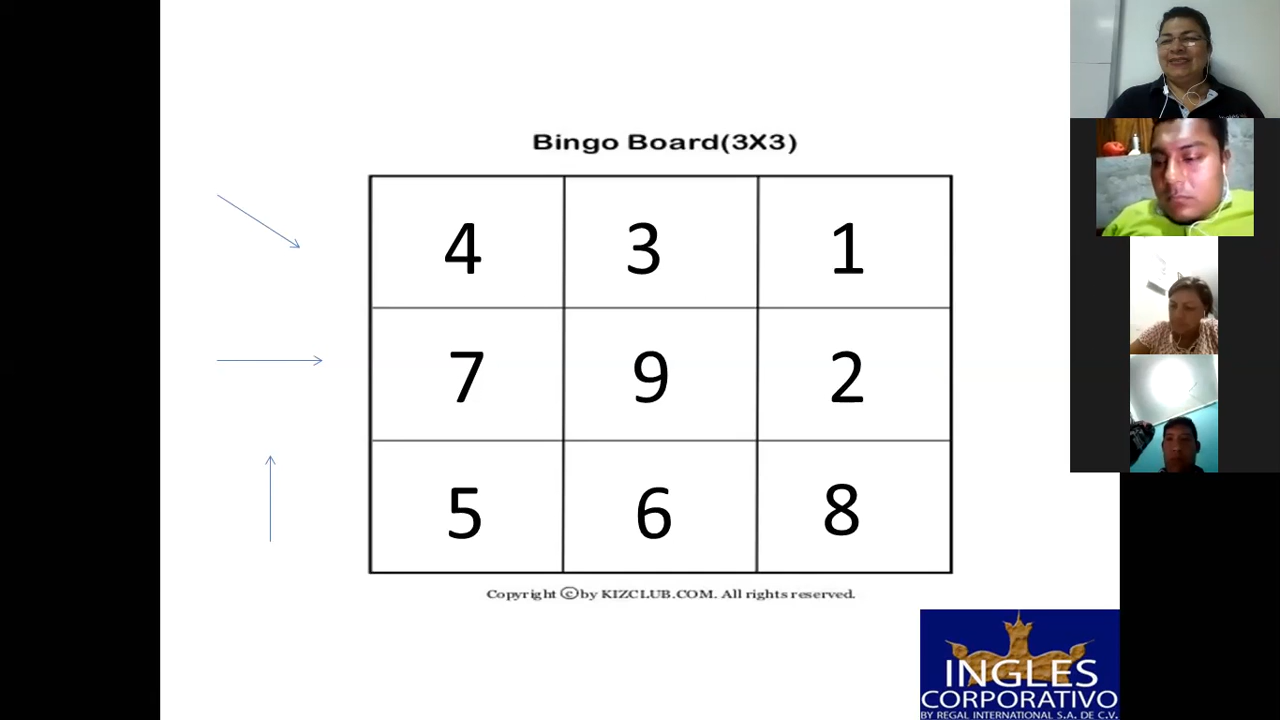 Bingo Board(3X3)
4 3 1
7 9 2
5 6 8
Copyright ©by KIZCLUB.COM. All rights reserved.
INGLES
CORPORATIVO
BY REGAL INTERNATIONAL S.A. DE C.V.